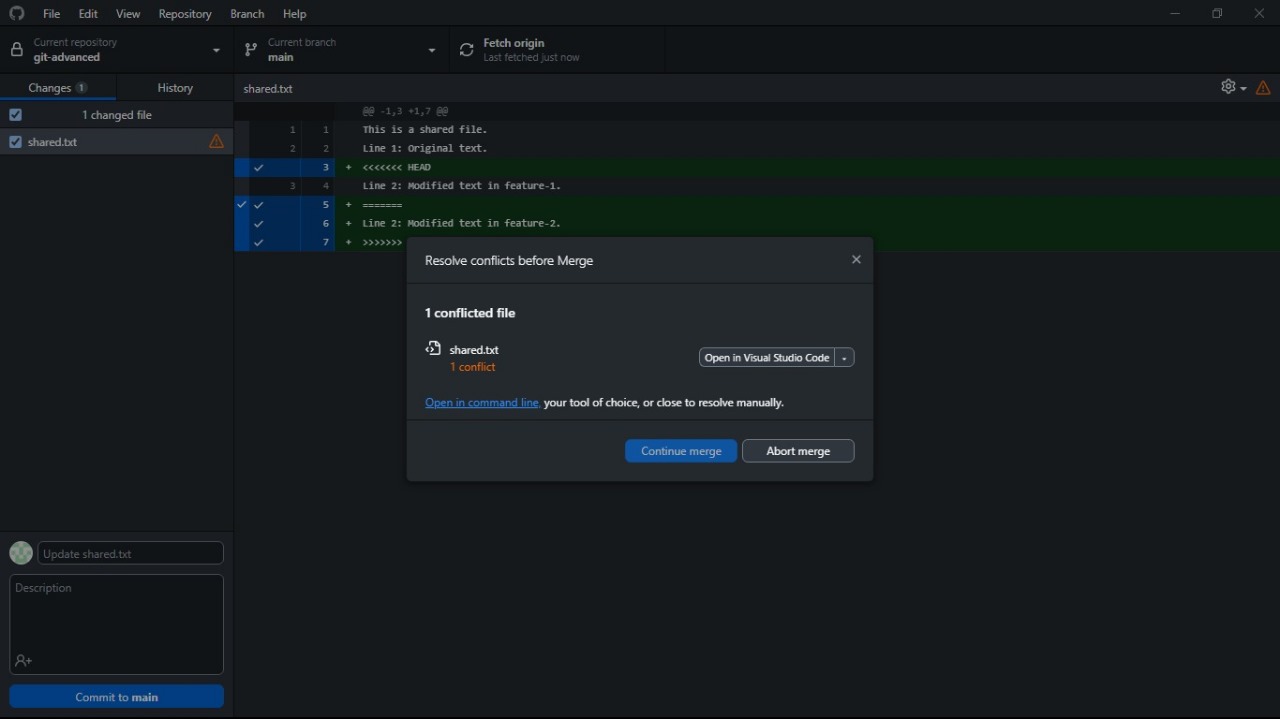 File Edit View Repository Branch Help
Current repository
git-advanced
Current branch
main
Fetch origin
Last fetched just now
Changes 1 History
1 changed file
shared.txt
shared.txt
@@ -1,3 +1,7 @@
1 1 This is a shared file.
2 2 Line 1: Original text.
3 + <<<<<<< HEAD
3 4 Line 2: Modified text in feature-1.
5 + =======
6 + Line 2: Modified text in feature-2.
7 + >>>>>>>
Resolve conflicts before Merge
1 conflicted file
shared.txt
1 conflict
Open in Visual Studio Code
Open in command line, your tool of choice, or close to resolve manually.
Continue merge Abort merge
Update shared.txt
Description
Commit to main